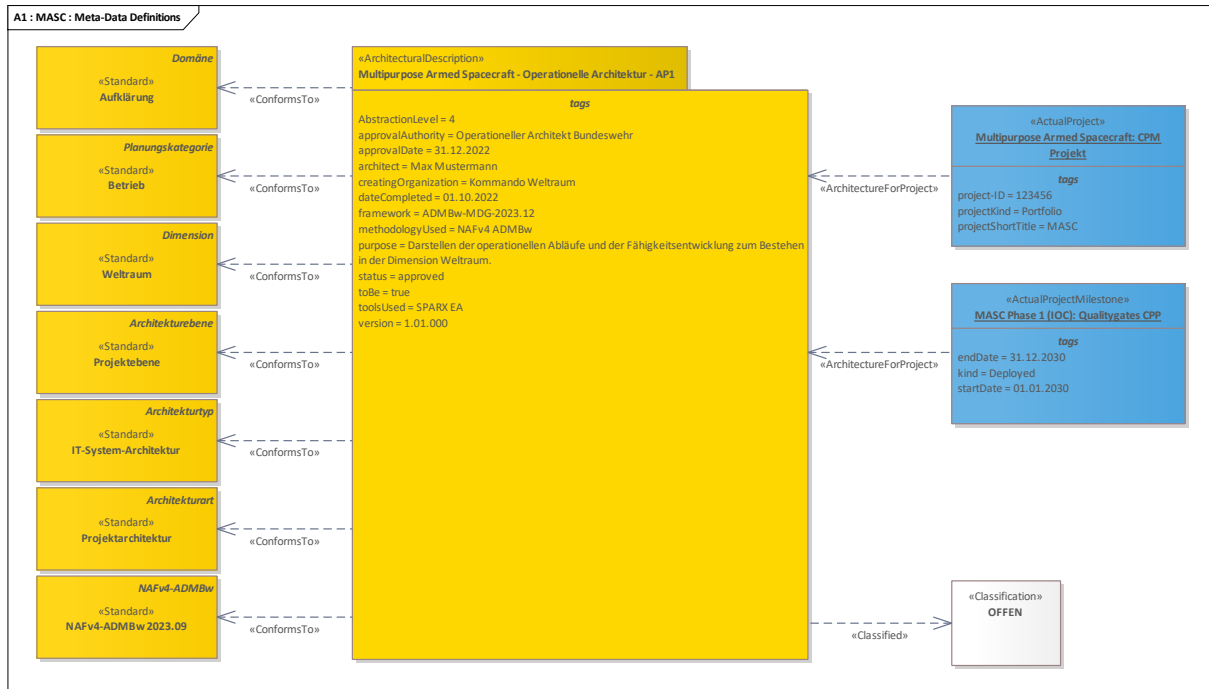 A1 : MASC : Meta-Data Definitions
Domäne
«Standard»
Aufklärung
«ConformsTo»
Planungskategorie
«Standard»
Betrieb
«ConformsTo»
Dimension
«Standard»
Weltraum
«ConformsTo»
Architekturebene
«Standard»
Projektebene
«ConformsTo»
Architekturtyp
«Standard»
IT-System-Architektur
«ConformsTo»
Architekturart
«Standard»
Projektarchitektur
«ConformsTo»
NAFv4-ADMBw
«Standard»
NAFv4-ADMBw 2023.09
«ConformsTo»
«ArchitecturalDescription»
Multipurpose Armed Spacecraft - Operationelle Architektur - AP1
tags
AbstractionLevel = 4
approvalAuthority = Operationeller Architekt Bundeswehr
approvalDate = 31.12.2022
architect = Max Mustermann
creatingOrganization = Kommando Weltraum
dateCompleted = 01.10.2022
framework = ADMBw-MDG-2023.12
methodologyUsed = NAFv4 ADMBw
purpose = Darstellen der operationellen Abläufe und der Fähigkeitsentwicklung zum Bestehen
in der Dimension Weltraum.
status = approved
toBe = true
toolsUsed = SPARX EA
version = 1.01.000
«ArchitectureForProject»
«ActualProject»
Multipurpose Armed Spacecraft: CPM
Projekt
tags
project-ID = 123456
projectKind = Portfolio
projectShortTitle = MASC
«ArchitectureForProject»
«ActualProjectMilestone»
MASC Phase 1 (IOC): Qualitygates CPP
tags
endDate = 31.12.2030
kind = Deployed
startDate = 01.01.2030
«Classified»
«Classification»
OFFEN